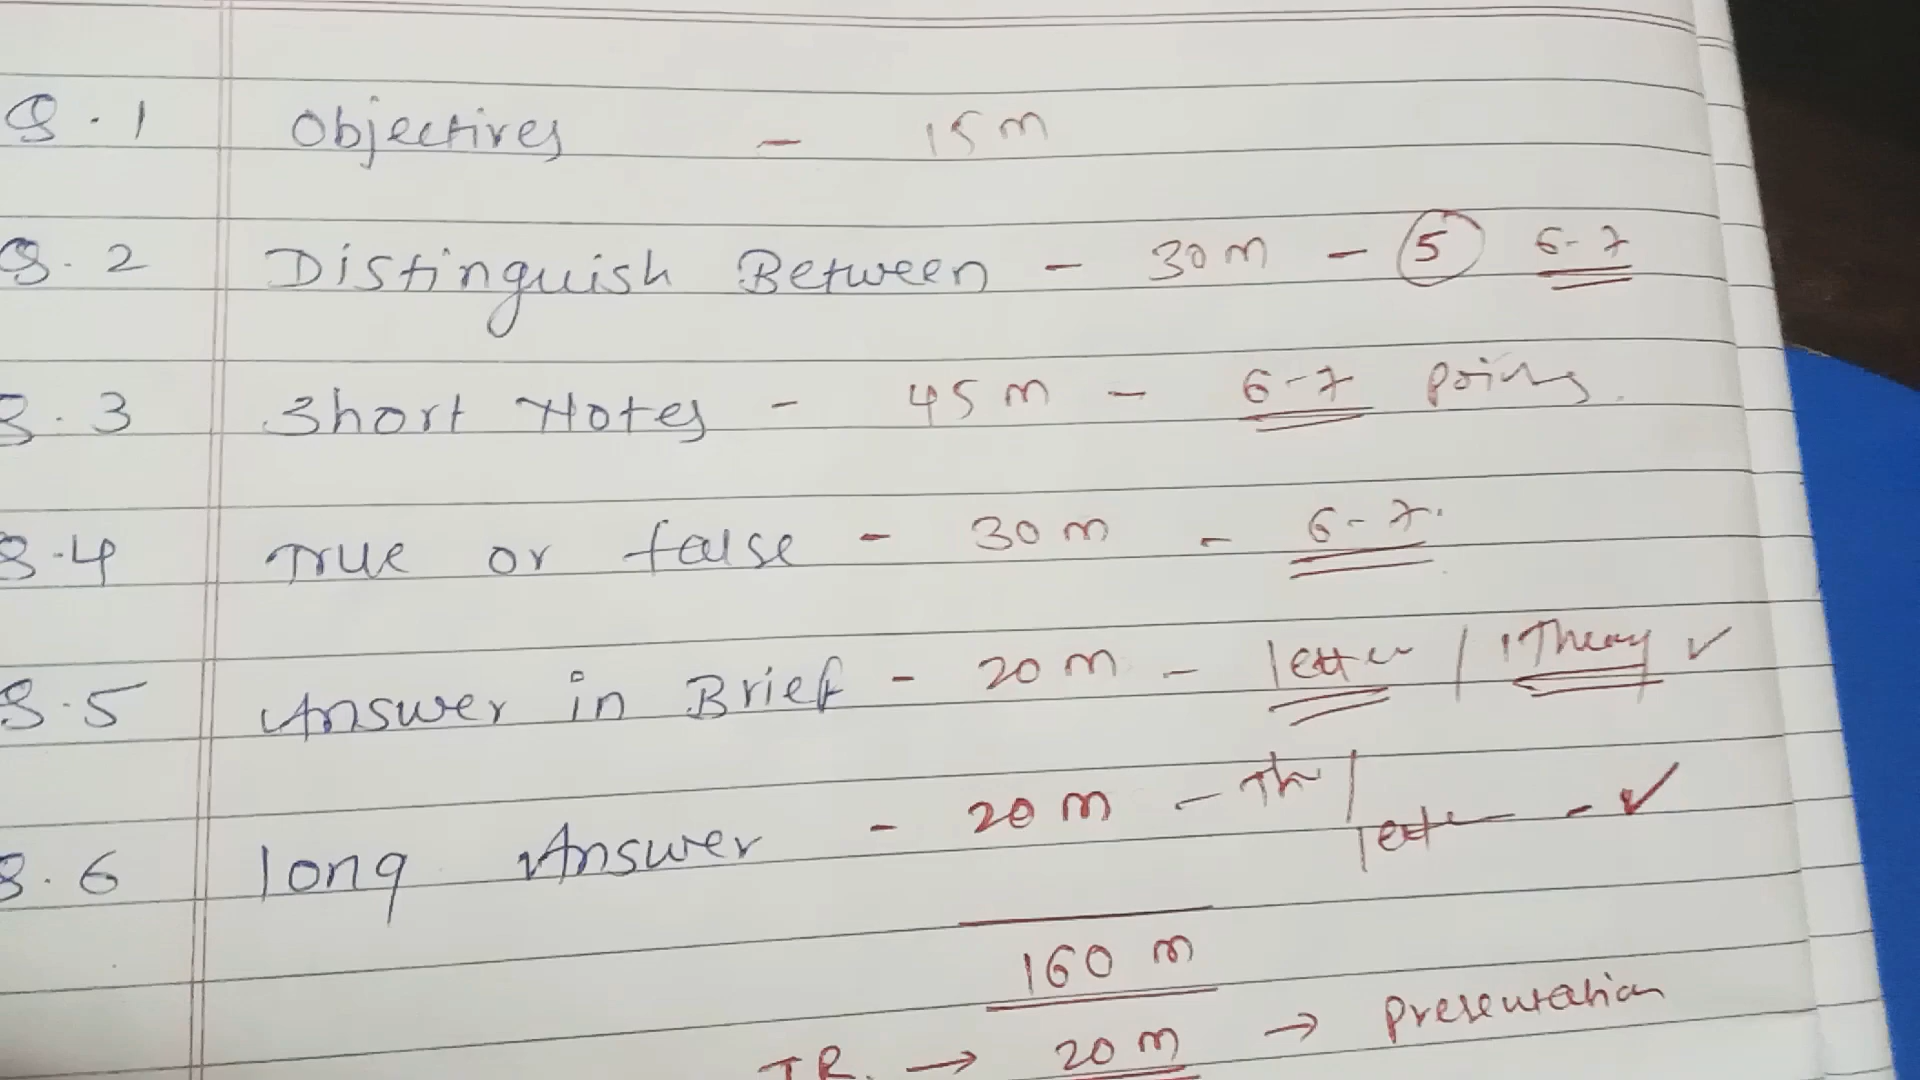 Q.1 Objectives - 15 m
Q.2 Distinguish Between - 30 m - 5 6-7
Q.3 Short Notes - 45 m - 6-7 points.
Q.4 True or false - 30 m - 6-7.
Q.5 Answer in Brief - 20 m - letter / Theory ✓
Q.6 long Answer - 20 m - Th / letter - ✓
160 m
T.R. → 20 m → Presentation